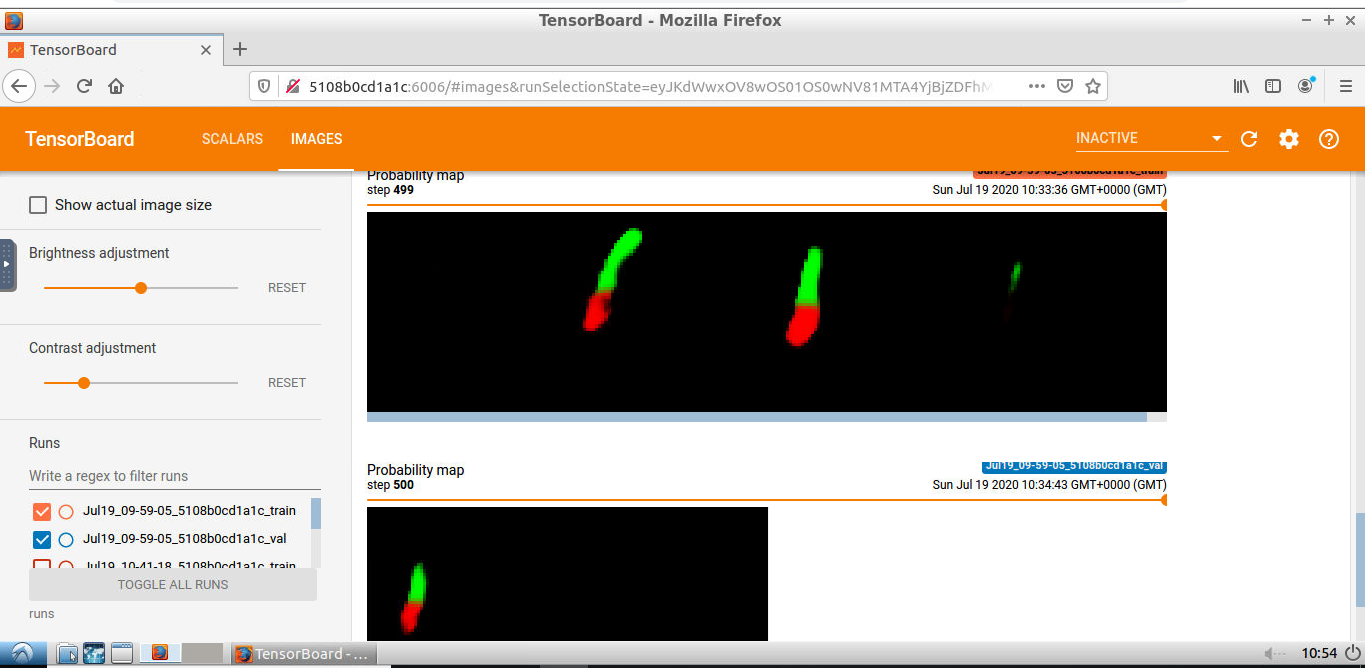 TensorBoard - Mozilla Firefox
TensorBoard
5108b0cd1a1c:6006/#images&runSelectionState=eyJKdWwxOV8wOS01OS0wNV81MTA4YjBjZDFhM
TensorBoard SCALARS IMAGES INACTIVE
Show actual image size
Brightness adjustment
RESET
Contrast adjustment
RESET
Runs
Write a regex to filter runs
Jul19_09-59-05_5108b0cd1a1c_train
Jul19_09-59-05_5108b0cd1a1c_val
Jul19_10-41-18_5108b0cd1a1c_train
TOGGLE ALL RUNS
runs
Probability map Jul19_09-59-05_5108b0cd1a1c_train
step 499 Sun Jul 19 2020 10:33:36 GMT+0000 (GMT)
Probability map Jul19_09-59-05_5108b0cd1a1c_val
step 500 Sun Jul 19 2020 10:34:43 GMT+0000 (GMT)
TensorBoard - ... 10:54